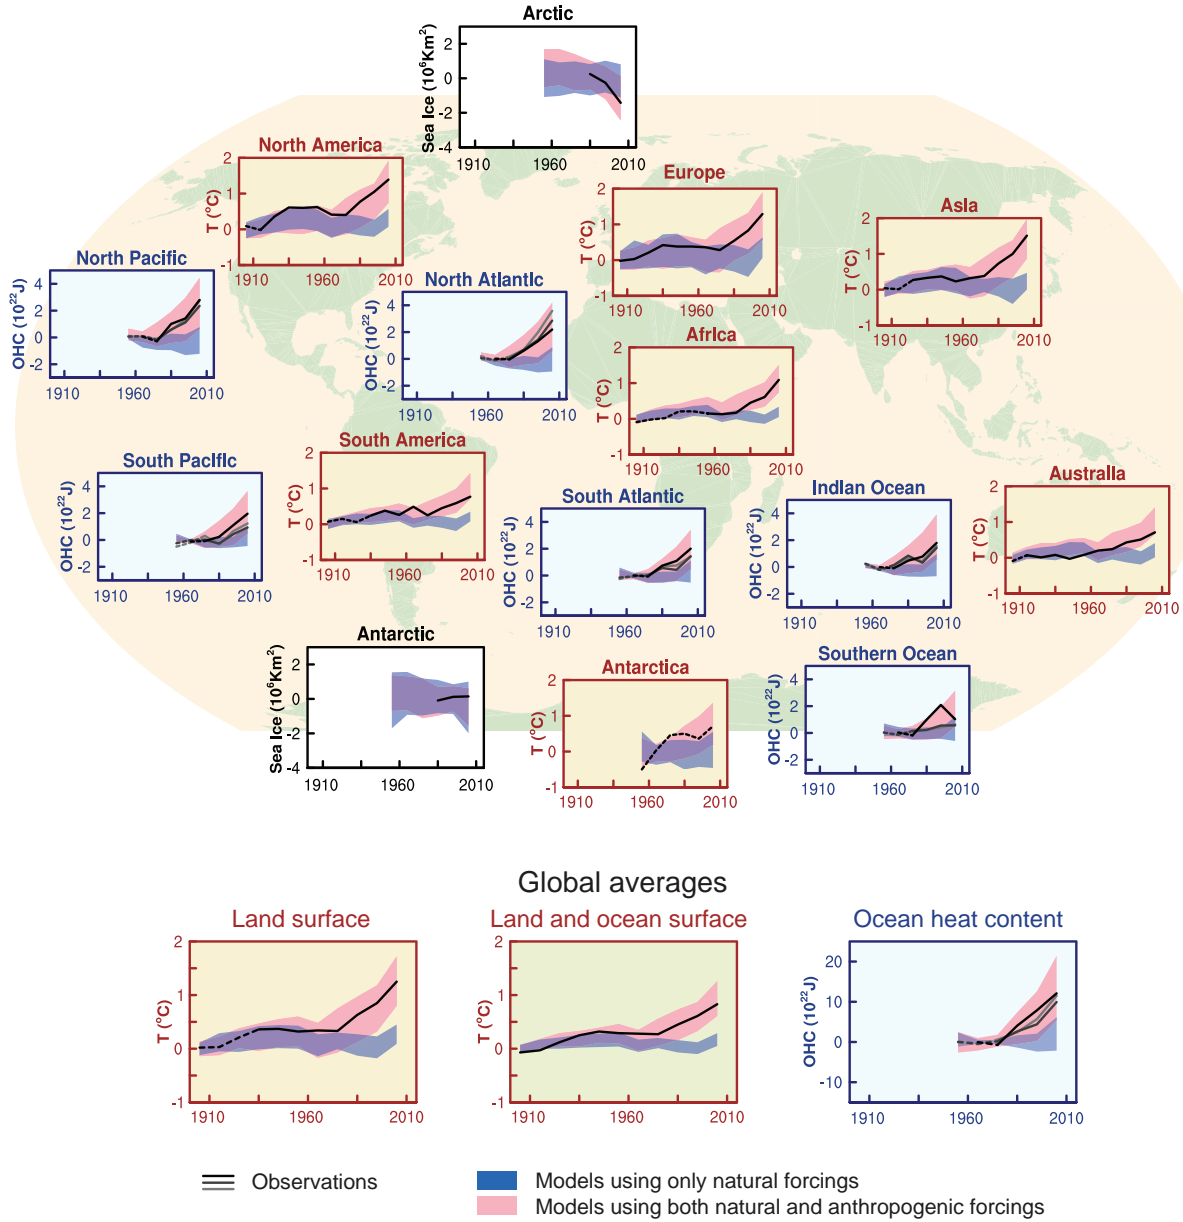 Arctic
Sea Ice (10⁶Km²)
2
0
-2
-4
1910 1960 2010
North America
T (°C)
2
1
0
-1
1910 1960 2010
Europe
T (°C)
2
1
0
-1
1910 1960 2010
Asia
T (°C)
2
1
0
-1
1910 1960 2010
North Pacific
OHC (10²²J)
4
2
0
-2
1910 1960 2010
North Atlantic
OHC (10²²J)
4
2
0
-2
1910 1960 2010
Africa
T (°C)
2
1
0
-1
1910 1960 2010
South Pacific
OHC (10²²J)
4
2
0
-2
1910 1960 2010
South America
T (°C)
2
1
0
-1
1910 1960 2010
South Atlantic
OHC (10²²J)
4
2
0
-2
1910 1960 2010
Indian Ocean
OHC (10²²J)
4
2
0
-2
1910 1960 2010
Australia
T (°C)
2
1
0
-1
1910 1960 2010
Antarctic
Sea Ice (10⁶Km²)
2
0
-2
-4
1910 1960 2010
Antarctica
T (°C)
2
1
0
-1
1910 1960 2010
Southern Ocean
OHC (10²²J)
4
2
0
-2
1910 1960 2010
Global averages
Land surface
T (°C)
2
1
0
-1
1910 1960 2010
Land and ocean surface
T (°C)
2
1
0
-1
1910 1960 2010
Ocean heat content
OHC (10²²J)
20
10
0
-10
1910 1960 2010
Observations
Models using only natural forcings
Models using both natural and anthropogenic forcings